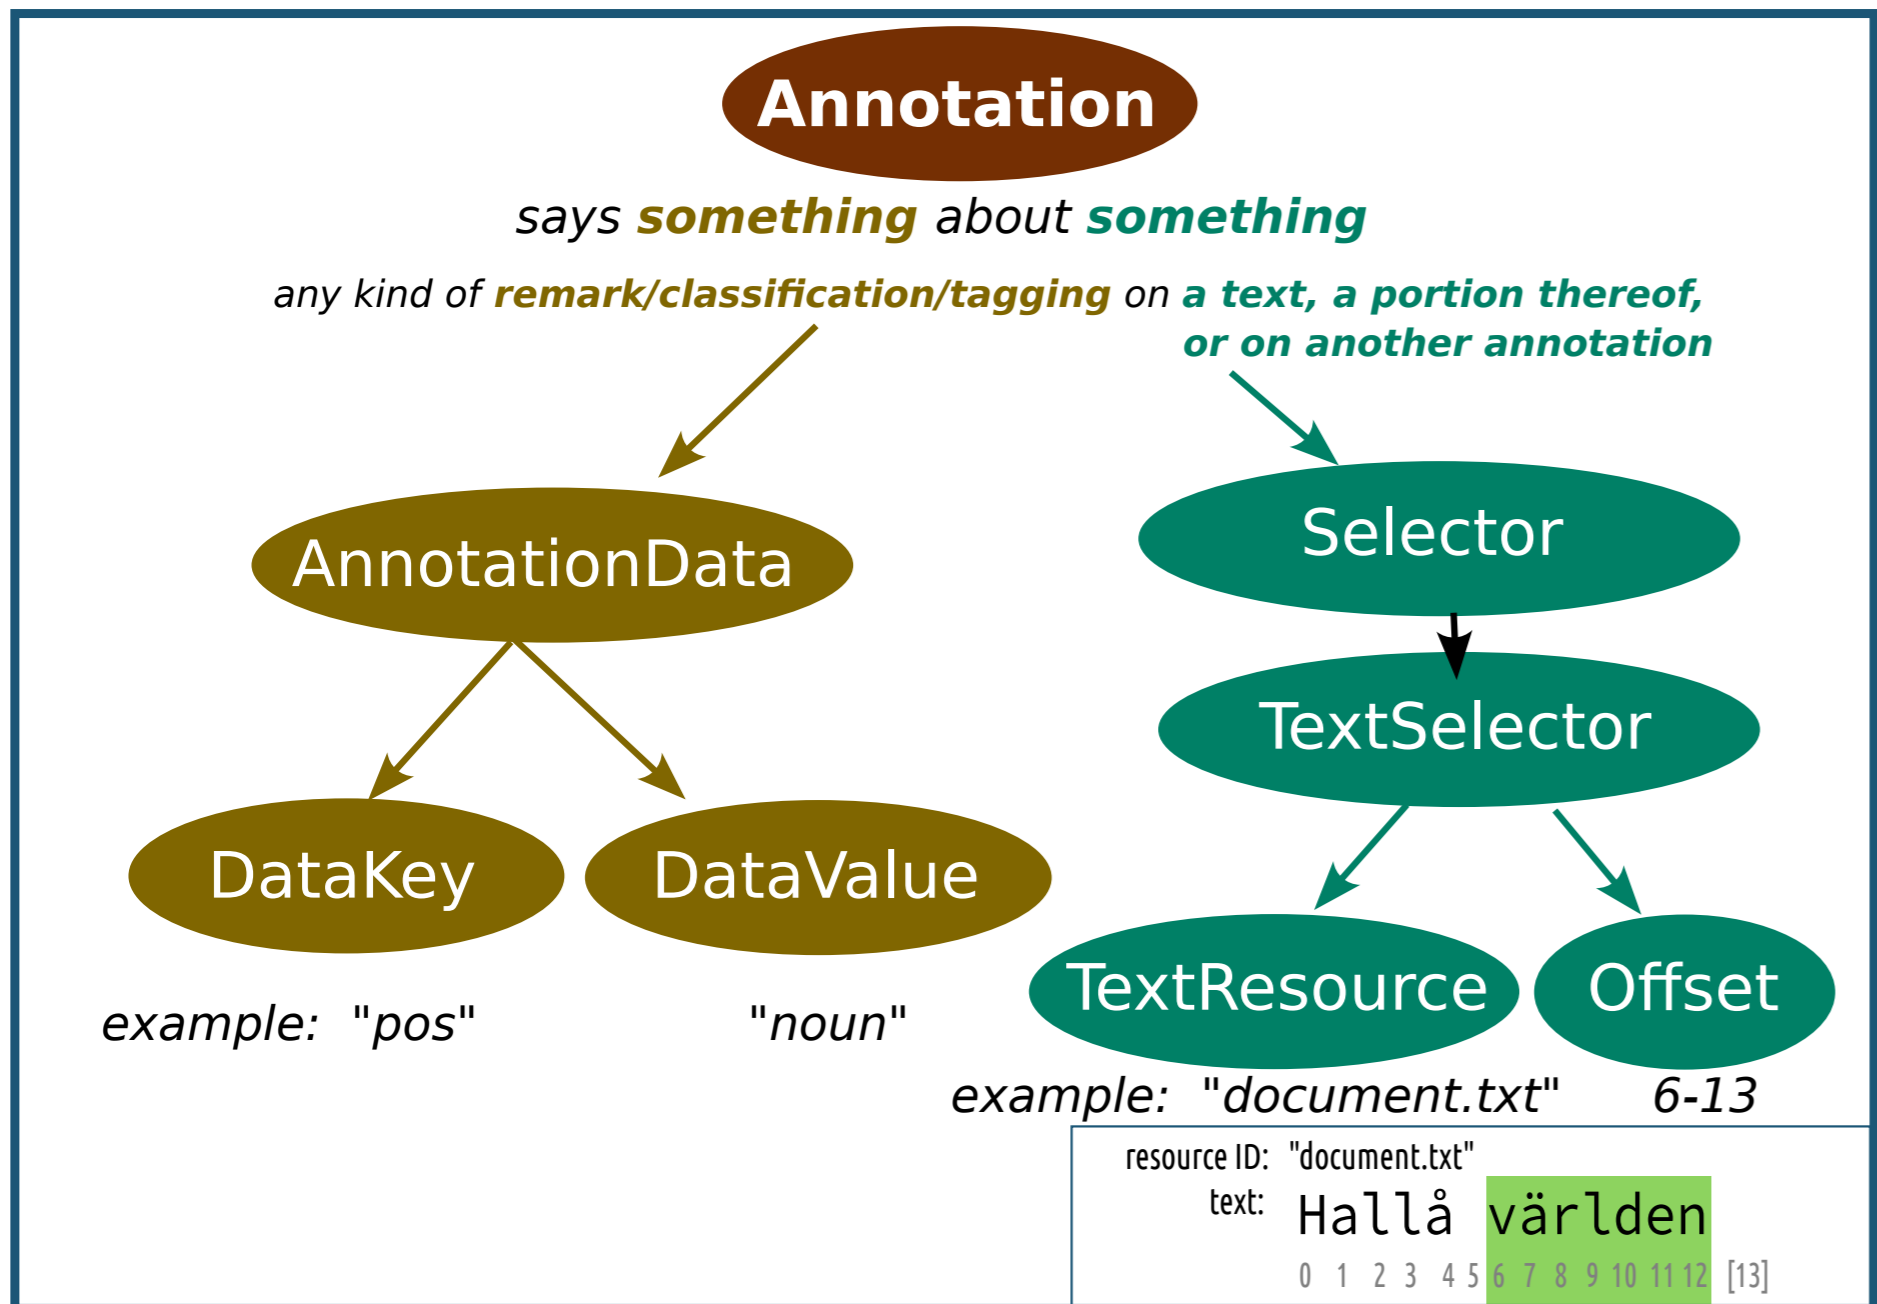 Annotation
says something about something
any kind of remark/classification/tagging on a text, a portion thereof,
or on another annotation
AnnotationData
Selector
TextSelector
DataKey
DataValue
TextResource
Offset
example: "pos"
"noun"
example: "document.txt"
6-13
resource ID: "document.txt"
text: Hallå världen
0 1 2 3 4 5 6 7 8 9 10 11 12 [13]